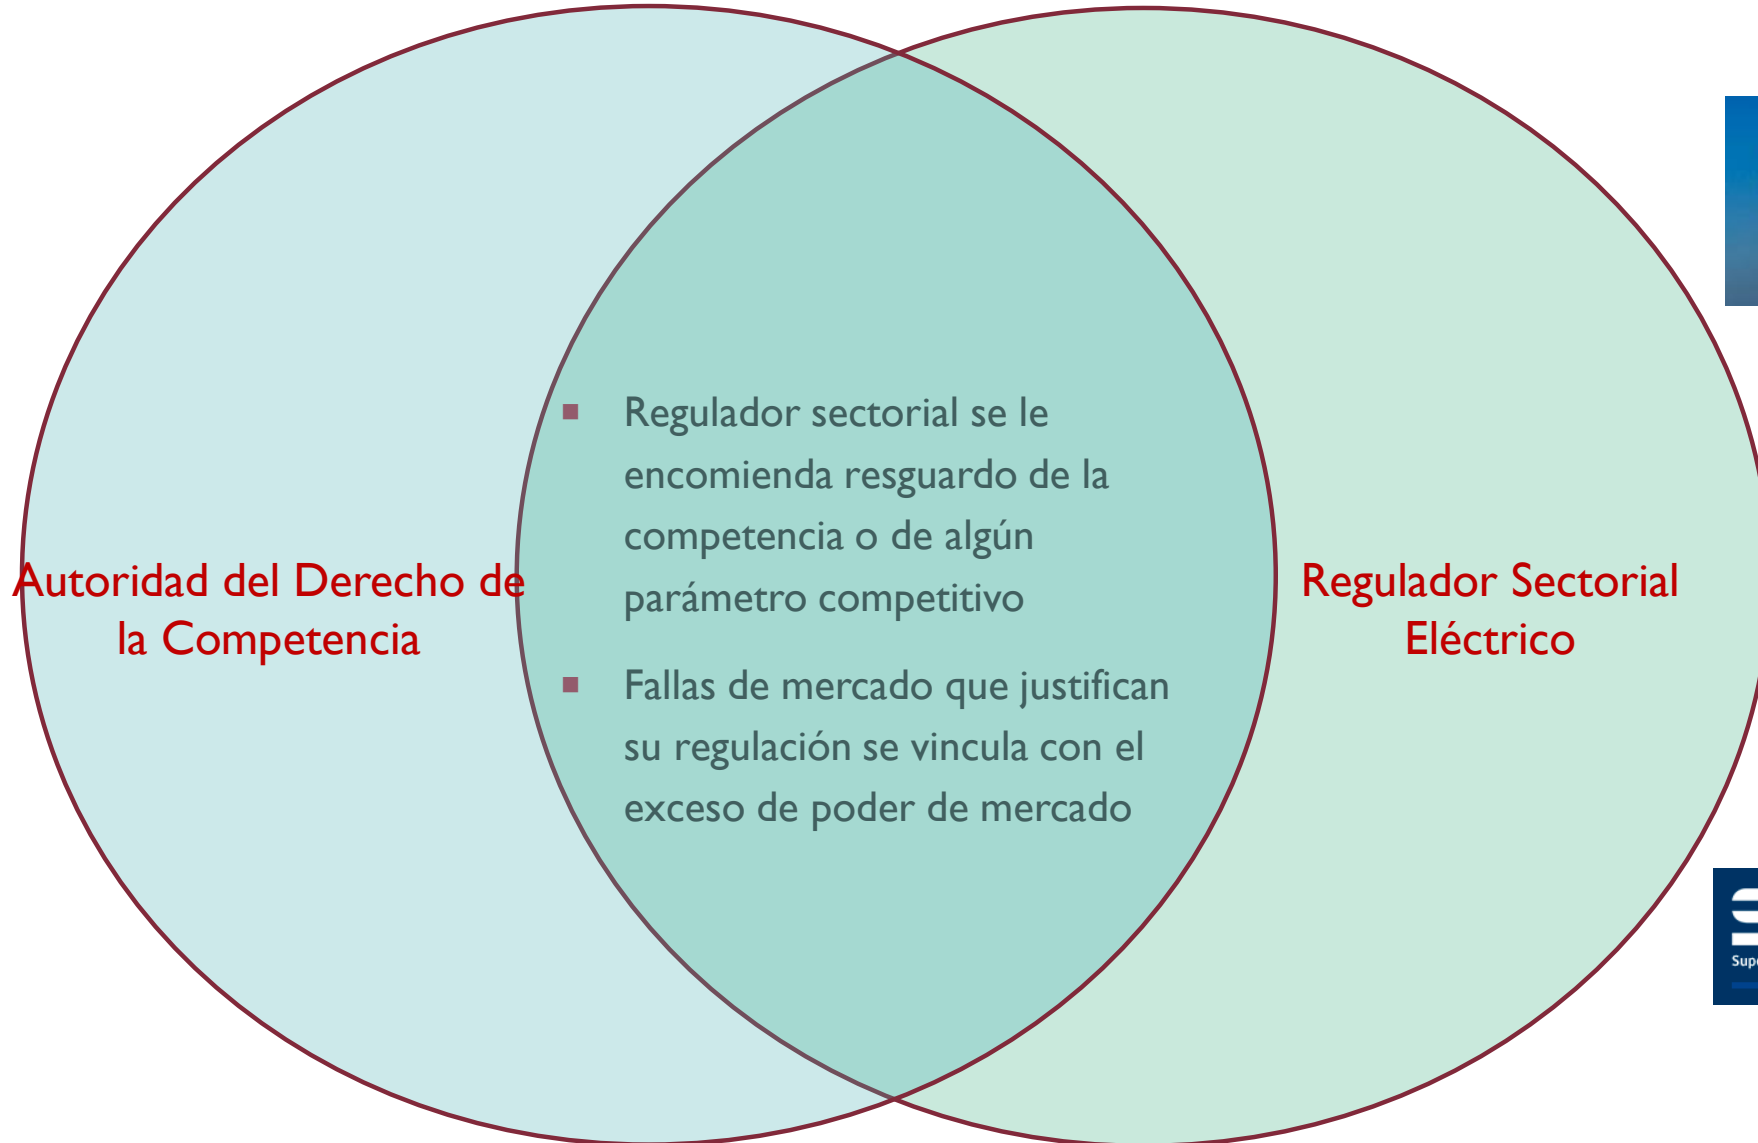 Autoridad del Derecho de
la Competencia
▪ Regulador sectorial se le
encomienda resguardo de la
competencia o de algún
parámetro competitivo
▪ Fallas de mercado que justifican
su regulación se vincula con el
exceso de poder de mercado
Regulador Sectorial
Eléctrico